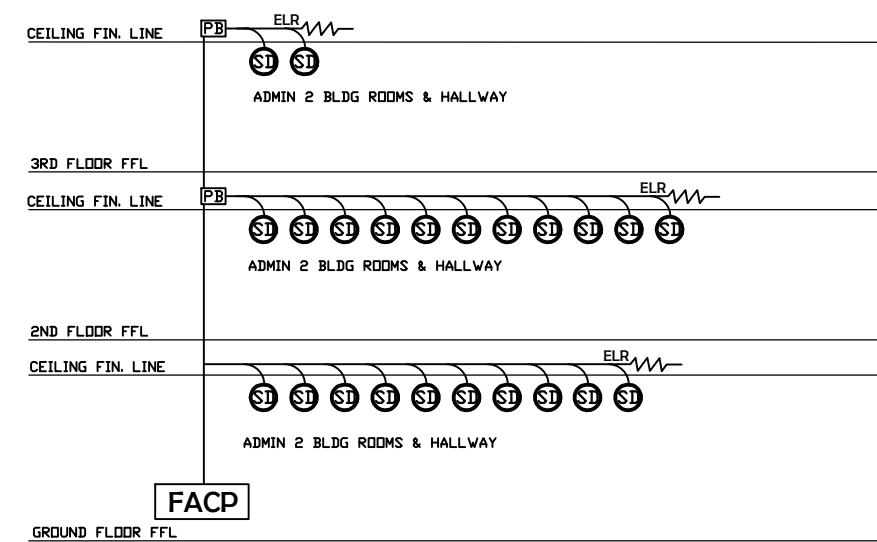 ELR
CEILING FIN. LINE PB
SD SD
ADMIN 2 BLDG ROOMS & HALLWAY
3RD FLOOR FFL
ELR
CEILING FIN. LINE PB
SD SD SD SD SD SD SD SD SD SD SD
ADMIN 2 BLDG ROOMS & HALLWAY
2ND FLOOR FFL
ELR
CEILING FIN. LINE
SD SD SD SD SD SD SD SD SD SD
ADMIN 2 BLDG ROOMS & HALLWAY
FACP
GROUND FLOOR FFL